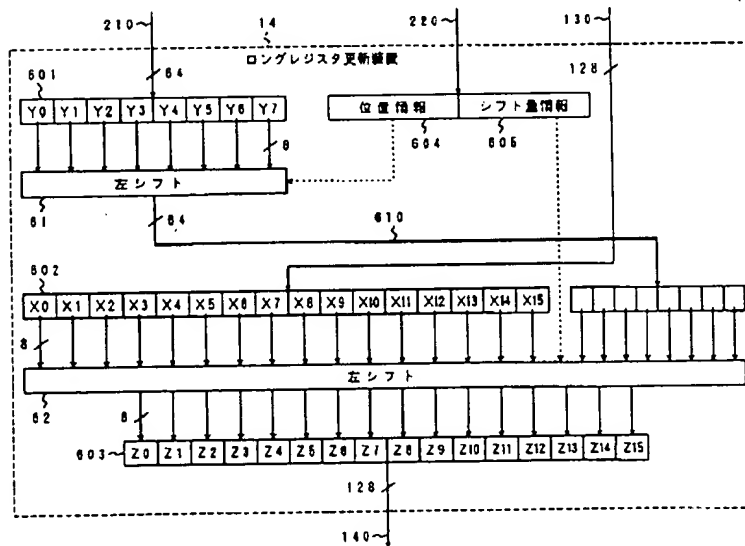 210 14 220 130
ロングレジスタ更新装置
601 64 128
Y0 Y1 Y2 Y3 Y4 Y5 Y6 Y7
位置情報 シフト量情報
8 604 605
左シフト
61 64
610
602
X0 X1 X2 X3 X4 X5 X6 X7 X8 X9 X10 X11 X12 X13 X14 X15
8
左シフト
62 8
603 Z0 Z1 Z2 Z3 Z4 Z5 Z6 Z7 Z8 Z9 Z10 Z11 Z12 Z13 Z14 Z15
128
140